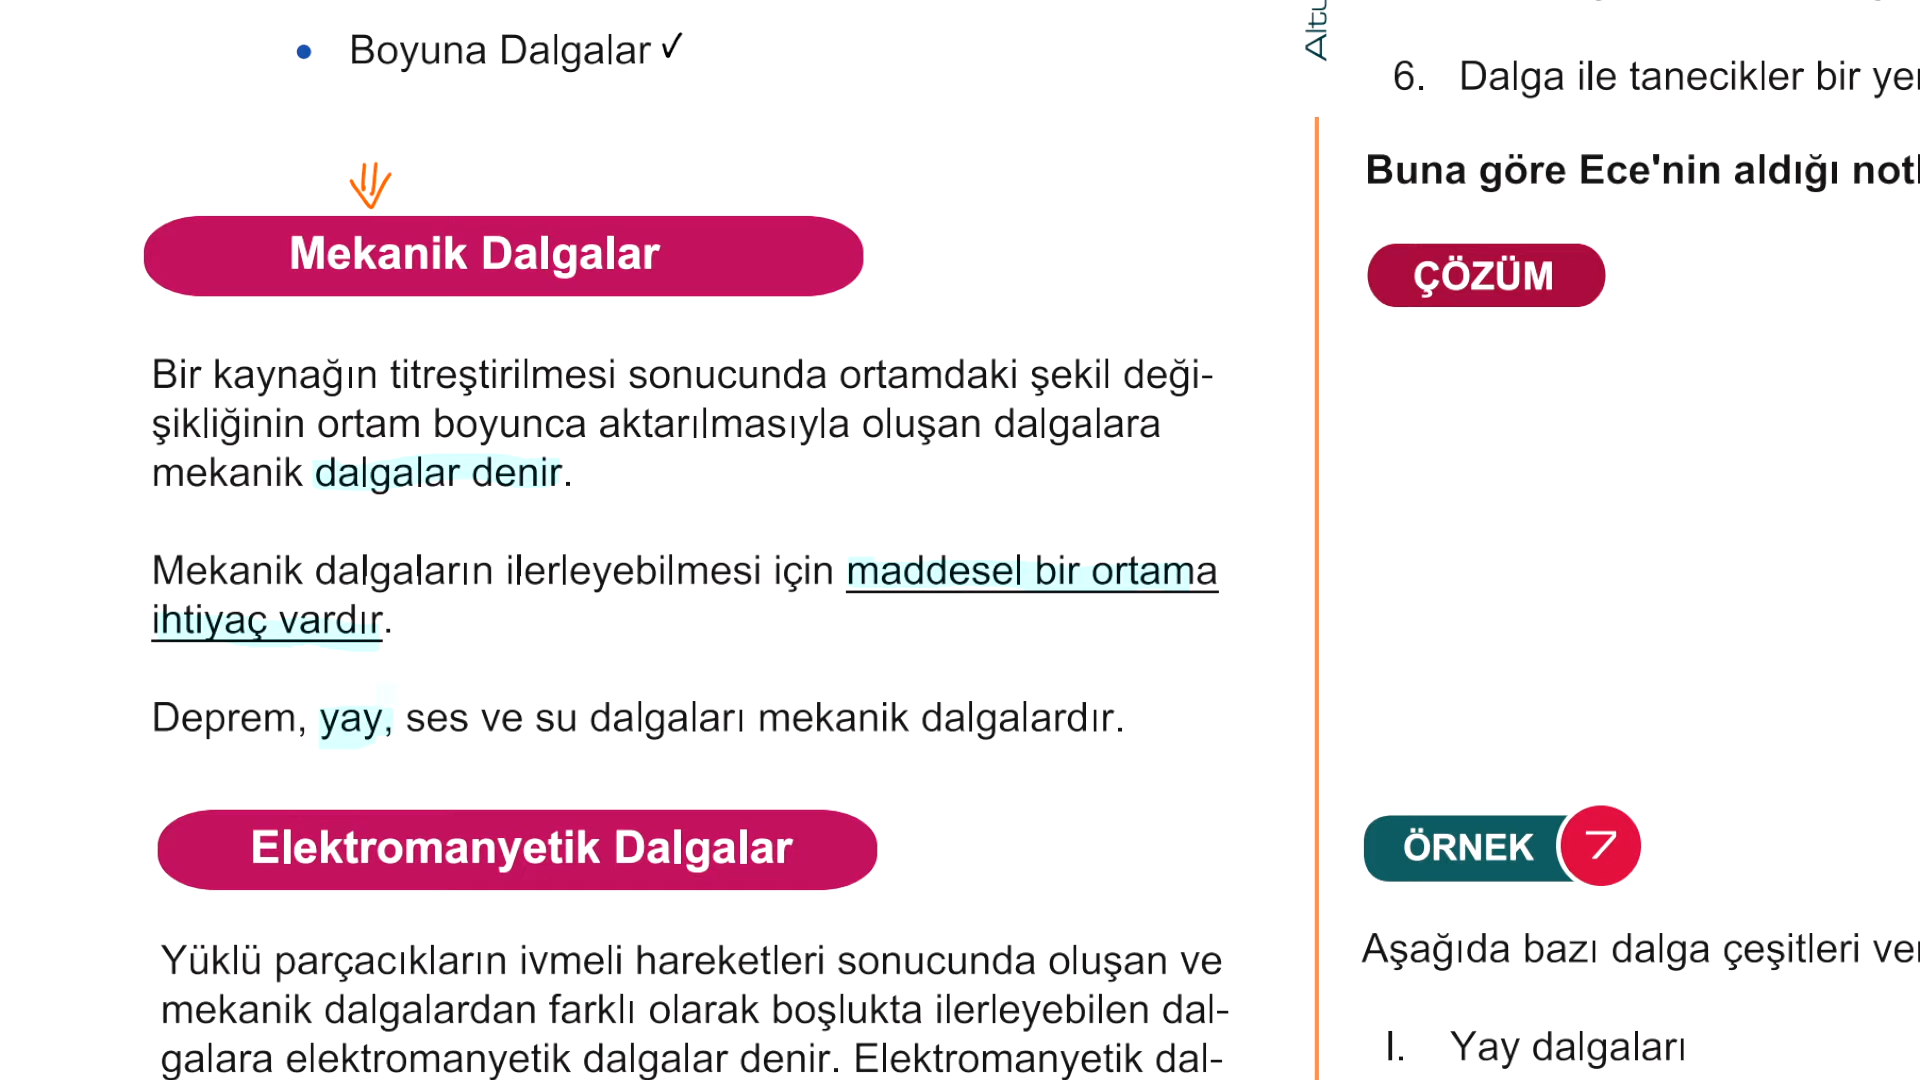 • Boyuna Dalgalar ✓
Mekanik Dalgalar
Bir kaynağın titreştirilmesi sonucunda ortamdaki şekil deği-
şikliğinin ortam boyunca aktarılmasıyla oluşan dalgalara
mekanik dalgalar denir.
Mekanik dalgaların ilerleyebilmesi için maddesel bir ortama
ihtiyaç vardır.
Deprem, yay, ses ve su dalgaları mekanik dalgalardır.
Elektromanyetik Dalgalar
Yüklü parçacıkların ivmeli hareketleri sonucunda oluşan ve
mekanik dalgalardan farklı olarak boşlukta ilerleyebilen dal-
galara elektromanyetik dalgalar denir. Elektromanyetik dal-
6. Dalga ile tanecikler bir
Buna göre Ece'nin aldığı
ÇÖZÜM
ÖRNEK 7
Aşağıda bazı dalga çeşitleri
I. Yay dalgaları